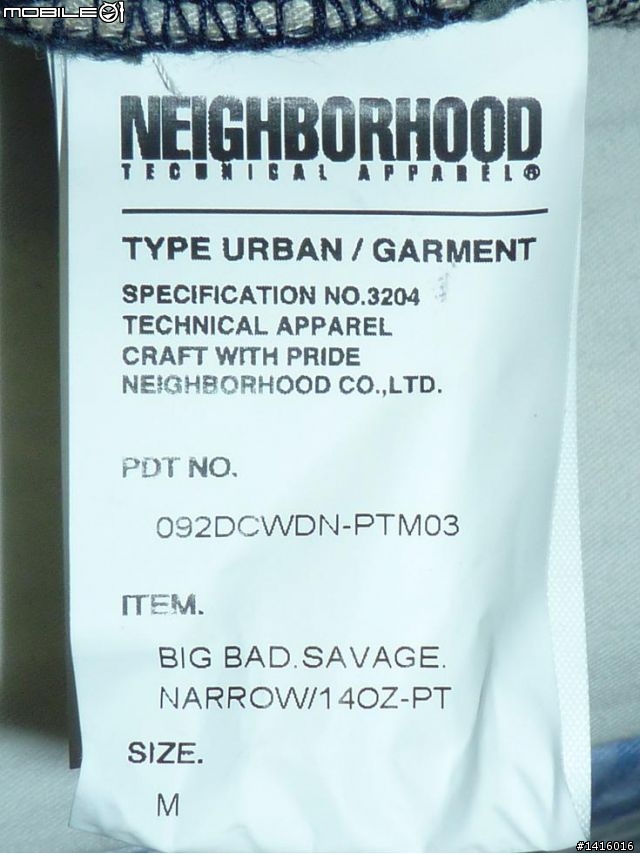 MOBILE01
NEIGHBORHOOD
TECHNICAL APPAREL®
TYPE URBAN / GARMENT
SPECIFICATION NO.3204
TECHNICAL APPAREL
CRAFT WITH PRIDE
NEIGHBORHOOD CO.,LTD.
PDT NO.
092DCWDN-PTM03
ITEM.
BIG BAD.SAVAGE.
NARROW/14OZ-PT
SIZE.
M
#1416016